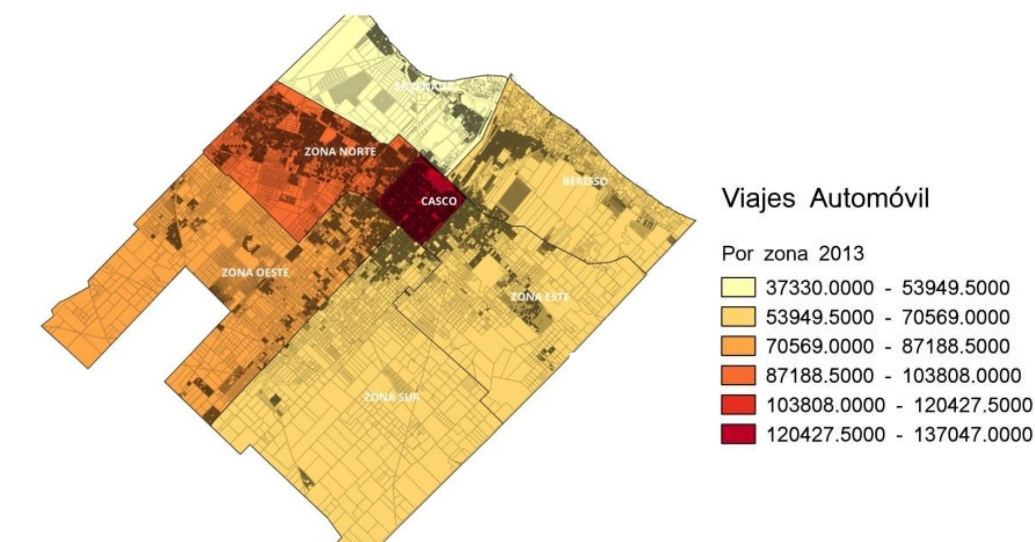 ENSENADA
ZONA NORTE
BERISSO
CASCO
ZONA OESTE
ZONA ESTE
ZONA SUR
Viajes Automóvil
Por zona 2013
37330.0000 - 53949.5000
53949.5000 - 70569.0000
70569.0000 - 87188.5000
87188.5000 - 103808.0000
103808.0000 - 120427.5000
120427.5000 - 137047.0000